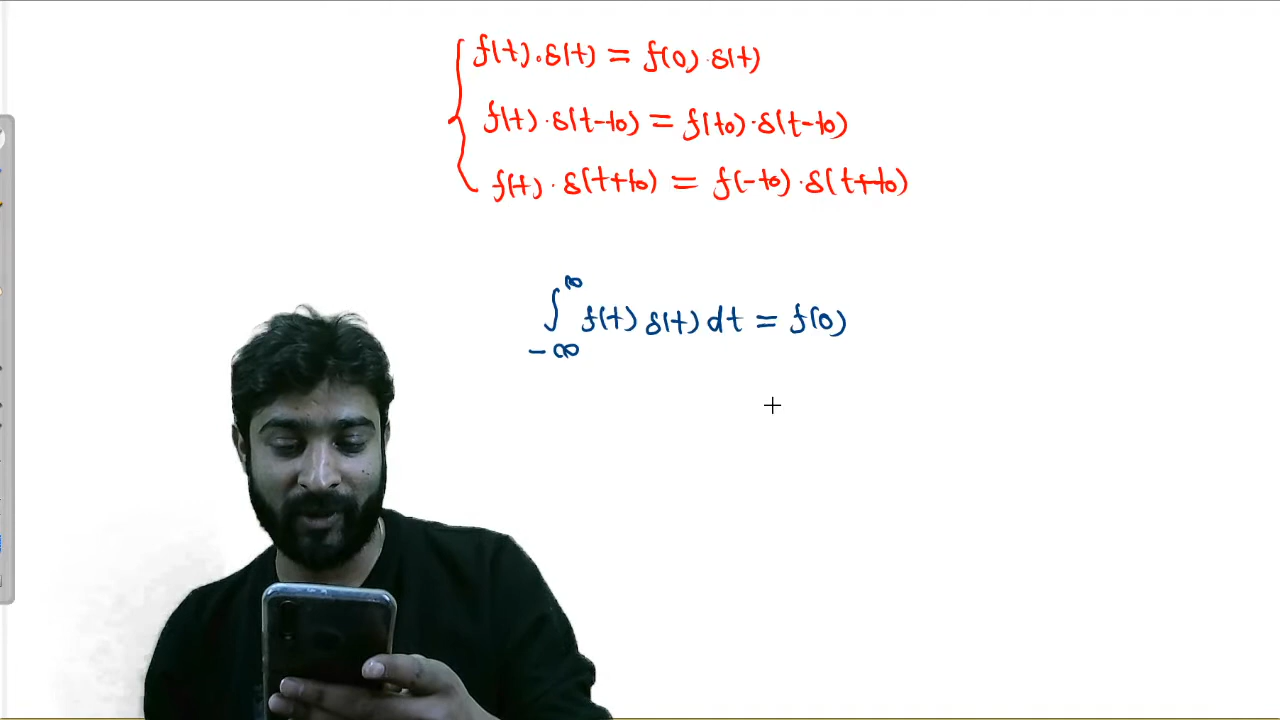 f(t).δ(t) = f(0).δ(t)
f(t).δ(t-t0) = f(t0).δ(t-t0)
f(t).δ(t+t0) = f(-t0).δ(t+t0)
∫_{-∞}^{∞} f(t) δ(t) dt = f(0)